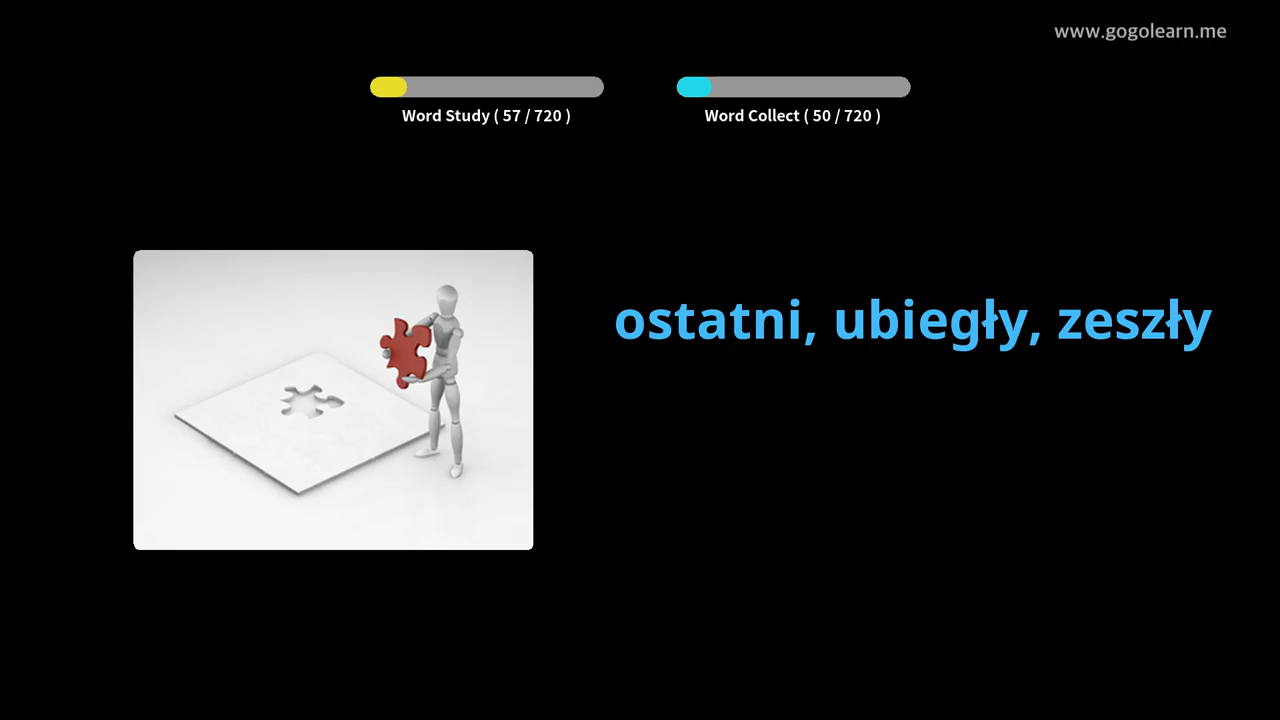 www.gogolearn.me
Word Study ( 57 / 720 )
Word Collect ( 50 / 720 )
ostatni, ubiegły, zeszły